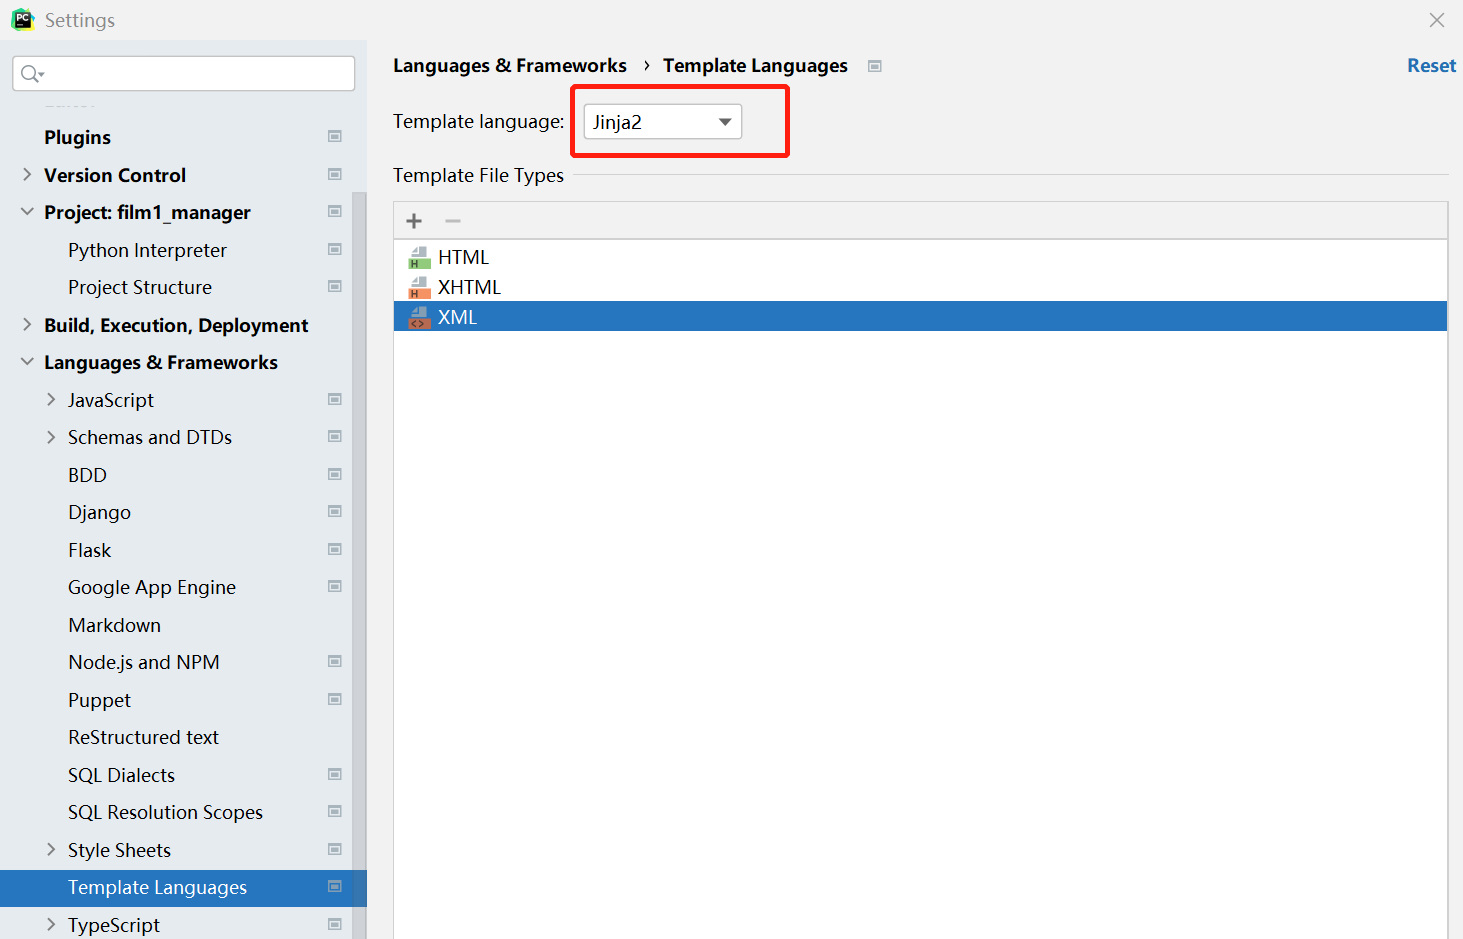 PC
Settings
Plugins
Version Control
Project: film1_manager
Python Interpreter
Project Structure
Build, Execution, Deployment
Languages & Frameworks
JavaScript
Schemas and DTDs
BDD
Django
Flask
Google App Engine
Markdown
Node.js and NPM
Puppet
ReStructured text
SQL Dialects
SQL Resolution Scopes
Style Sheets
Template Languages
TypeScript
Languages & Frameworks › Template Languages
Reset
Template language: Jinja2
Template File Types
H HTML
H XHTML
<> XML